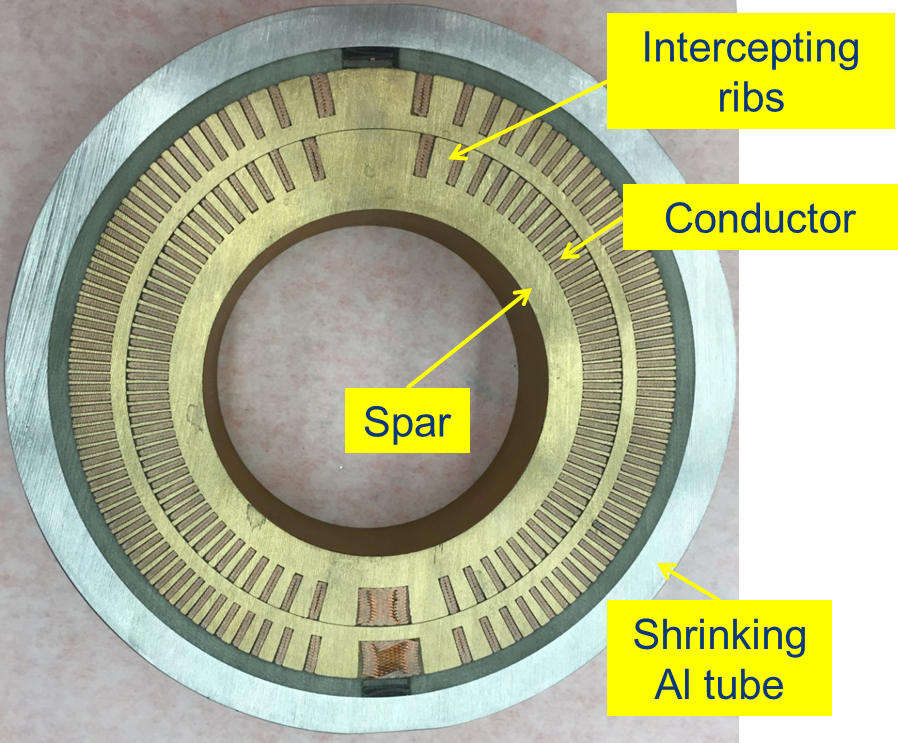 Intercepting
ribs
Conductor
Spar
Shrinking
Al tube